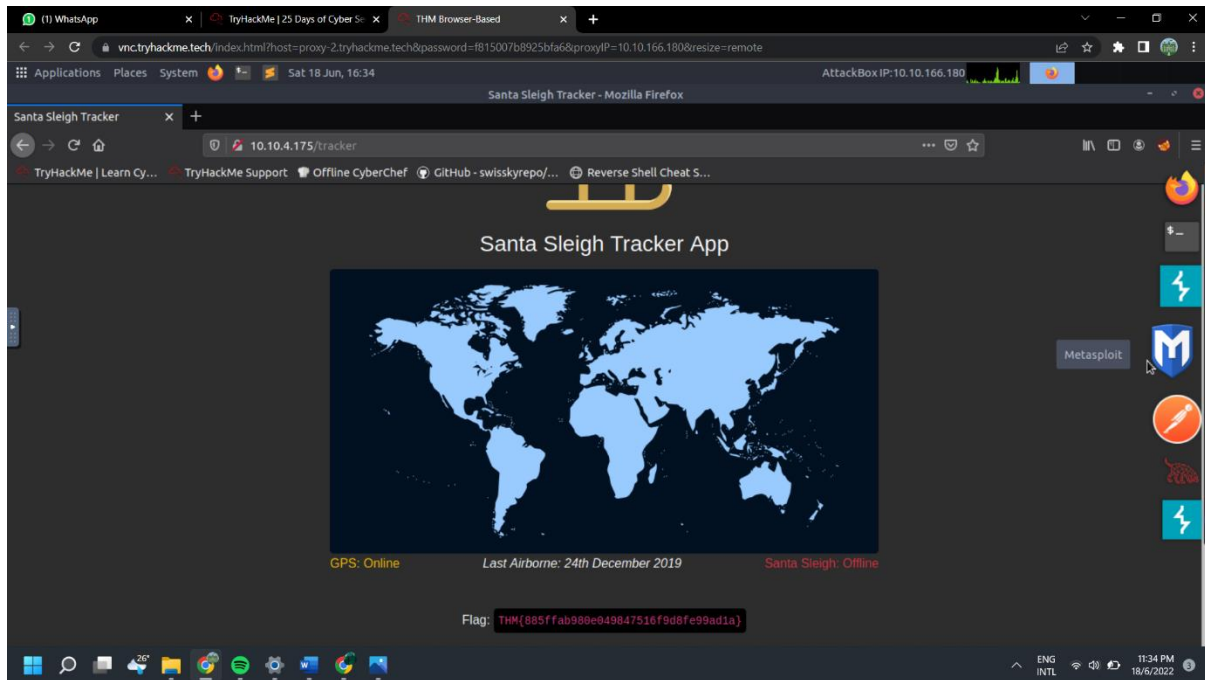 (1) WhatsApp
TryHackMe | 25 Days of Cyber Se
THM Browser-Based
vnc.tryhackme.tech/index.html?host=proxy-2.tryhackme.tech&password=f815007b8925bfa6&proxyIP=10.10.166.180&resize=remote
Applications Places System Sat 18 Jun, 16:34 AttackBox IP:10.10.166.180
Santa Sleigh Tracker - Mozilla Firefox
Santa Sleigh Tracker
10.10.4.175/tracker
TryHackMe | Learn Cy... TryHackMe Support Offline CyberChef GitHub - swisskyrepo/... Reverse Shell Cheat S...
Santa Sleigh Tracker App
Metasploit
GPS: Online Last Airborne: 24th December 2019 Santa Sleigh: Offline
Flag: THM{885ffab980e049847516f9d8fe99ad1a}
26°
ENG
INTL
11:34 PM
18/6/2022
3